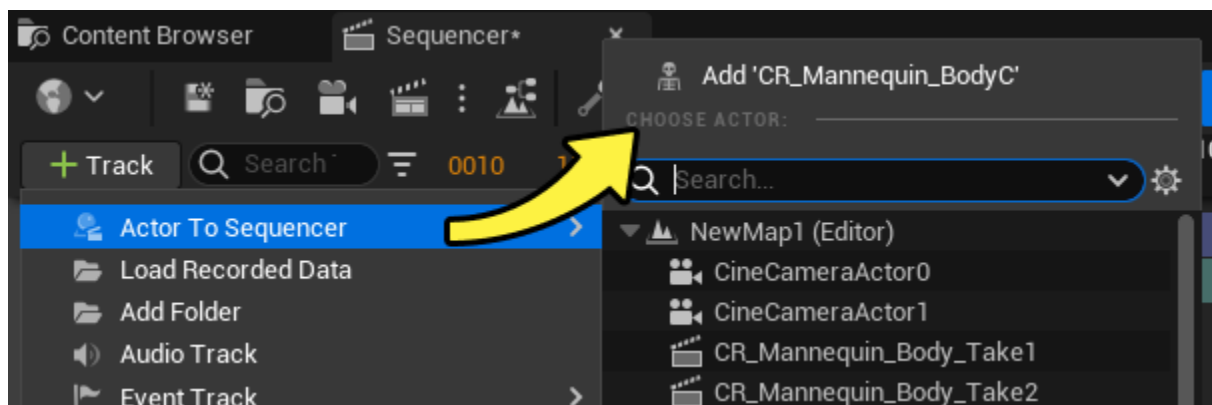 Content Browser
Sequencer*
Add 'CR_Mannequin_BodyC'
CHOOSE ACTOR:
Track
Search
0010
Search...
Actor To Sequencer
NewMap1 (Editor)
Load Recorded Data
CineCameraActor0
Add Folder
CineCameraActor1
Audio Track
CR_Mannequin_Body_Take1
Event Track
CR_Mannequin_Body_Take2